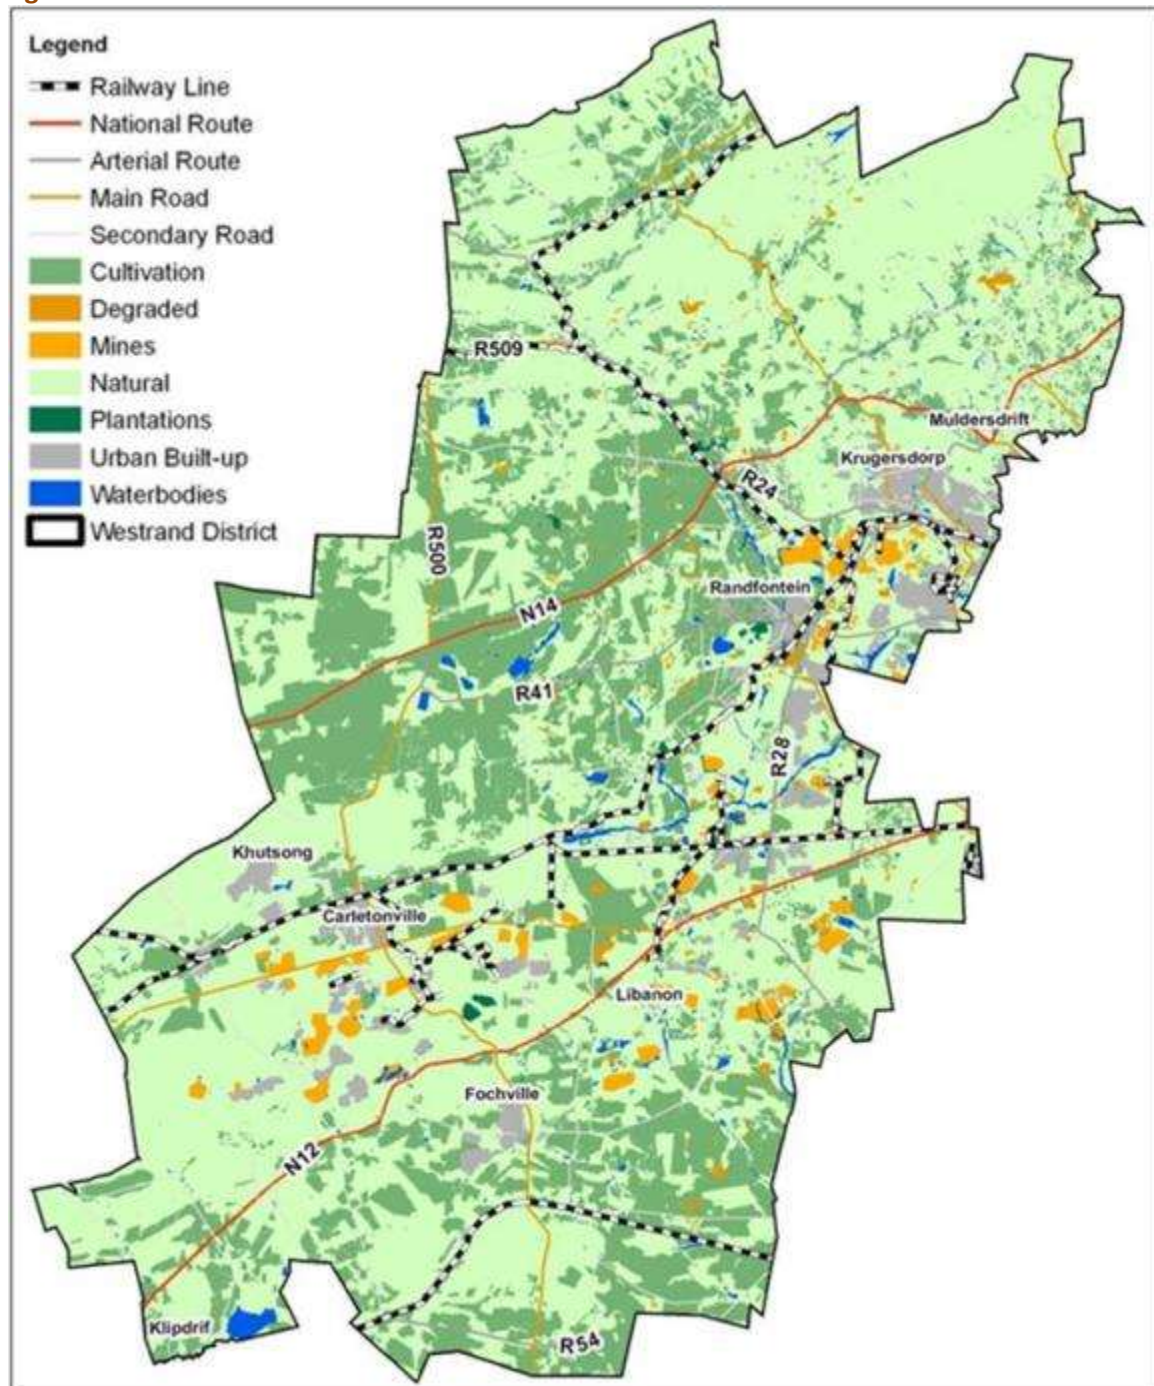 Legend
Railway Line
National Route
Arterial Route
Main Road
Secondary Road
Cultivation
Degraded
Mines
Natural
Plantations
Urban Built-up
Waterbodies
Westrand District
R509
Muldersdrift
Krugersdorp
R24
R500
Randfontein
N14
R41
R28
Khutsong
Carletonville
Libanon
Fochville
N12
Klipdrif
R54